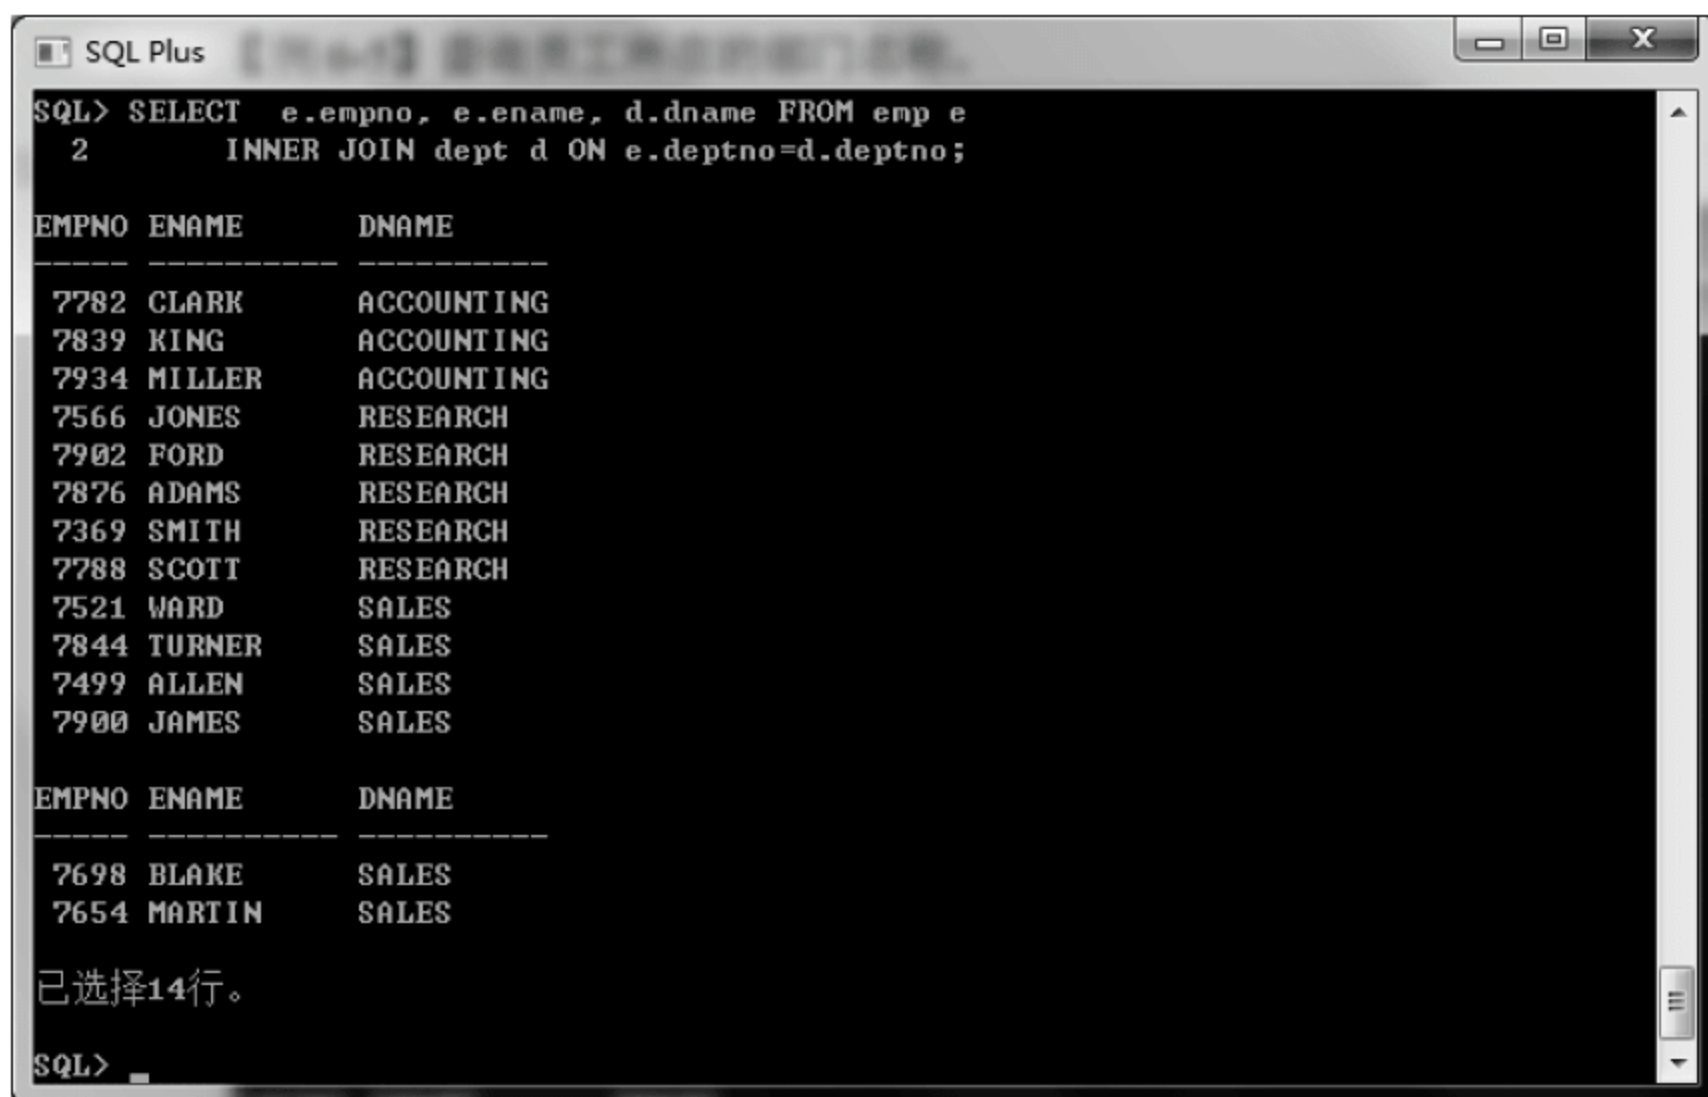 SQL Plus
SQL> SELECT  e.empno, e.ename, d.dname FROM emp e
  2       INNER JOIN dept d ON e.deptno=d.deptno;
EMPNO ENAME      DNAME
----- ---------- ----------
 7782 CLARK      ACCOUNTING
 7839 KING       ACCOUNTING
 7934 MILLER     ACCOUNTING
 7566 JONES      RESEARCH
 7902 FORD       RESEARCH
 7876 ADAMS      RESEARCH
 7369 SMITH      RESEARCH
 7788 SCOTT      RESEARCH
 7521 WARD       SALES
 7844 TURNER     SALES
 7499 ALLEN      SALES
 7900 JAMES      SALES
EMPNO ENAME      DNAME
----- ---------- ----------
 7698 BLAKE      SALES
 7654 MARTIN     SALES
已选择14行。
SQL> _